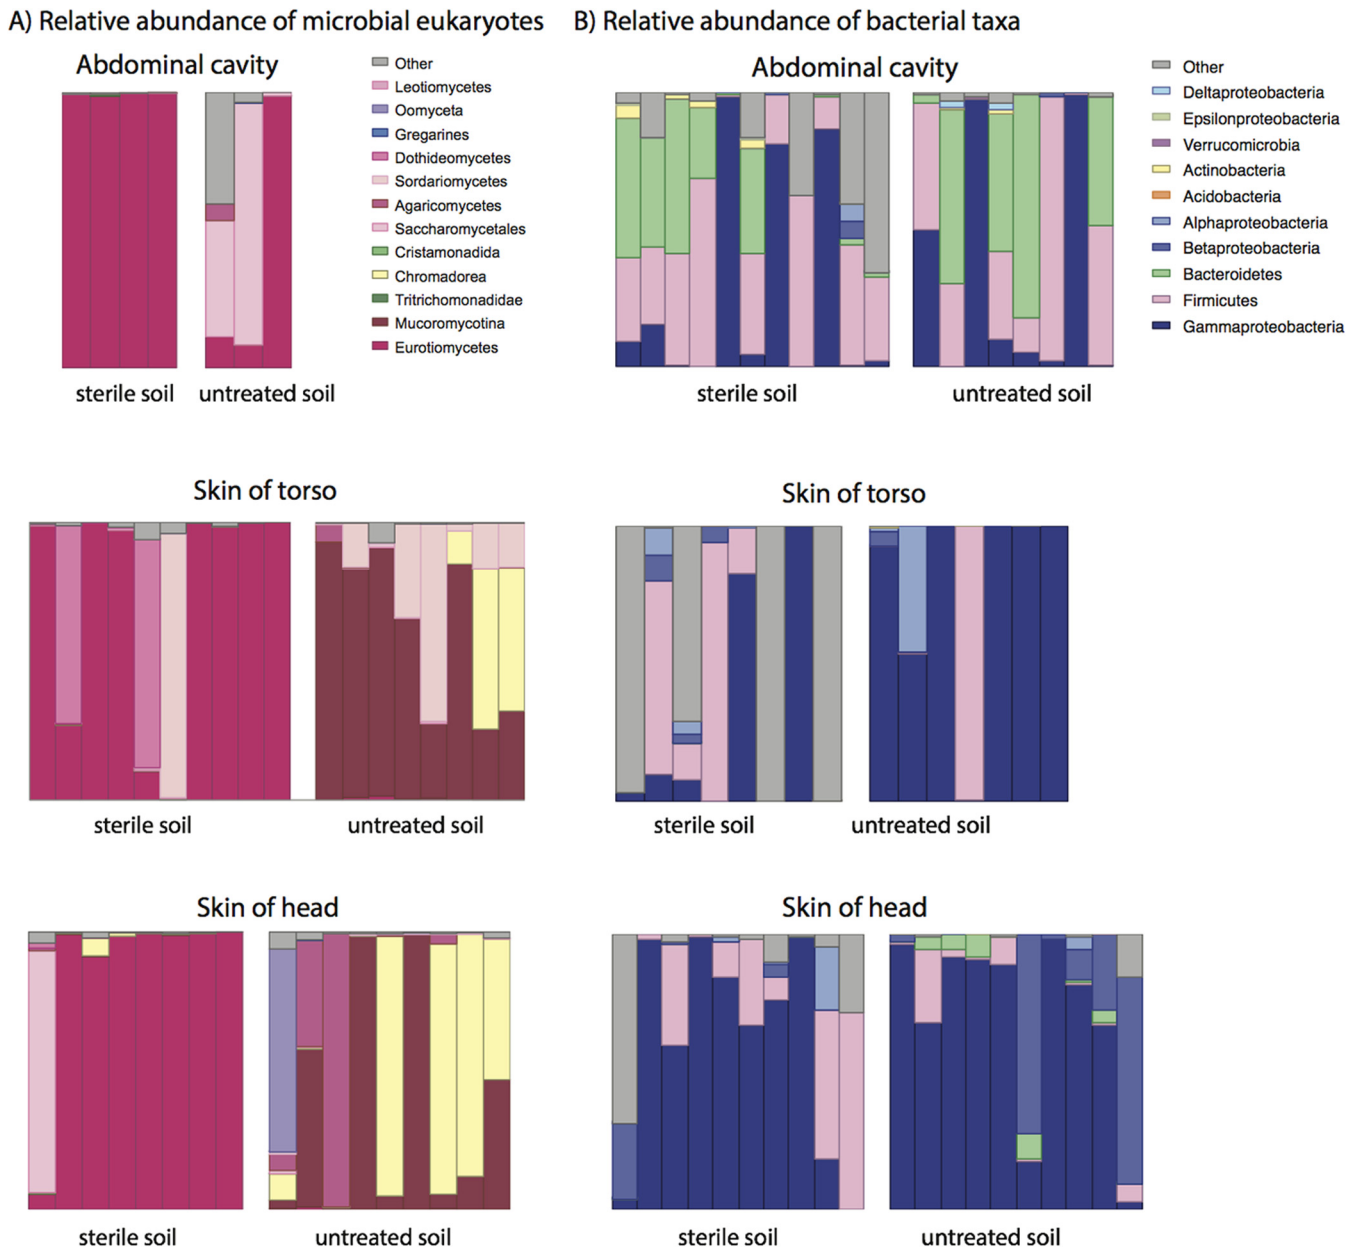 A) Relative abundance of microbial eukaryotes
Abdominal cavity
Other
Leotiomycetes
Oomyceta
Gregarines
Dothideomycetes
Sordariomycetes
Agaricomycetes
Saccharomycetales
Cristamonadida
Chromadorea
Tritrichomonadidae
Mucoromycotina
Eurotiomycetes
sterile soil
untreated soil
Skin of torso
sterile soil
untreated soil
Skin of head
sterile soil
untreated soil
B) Relative abundance of bacterial taxa
Abdominal cavity
Other
Deltaproteobacteria
Epsilonproteobacteria
Verrucomicrobia
Actinobacteria
Acidobacteria
Alphaproteobacteria
Betaproteobacteria
Bacteroidetes
Firmicutes
Gammaproteobacteria
sterile soil
untreated soil
Skin of torso
sterile soil
untreated soil
Skin of head
sterile soil
untreated soil